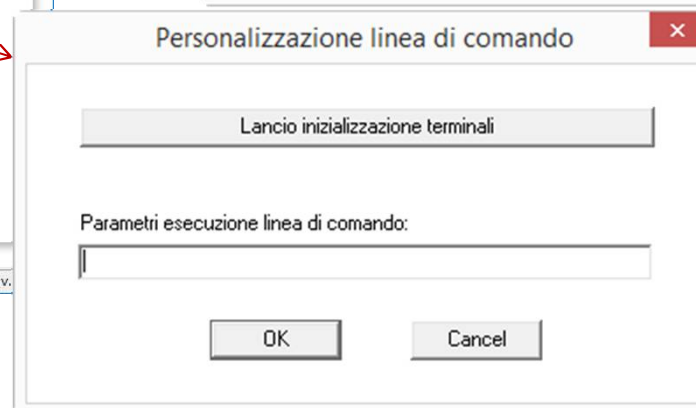 Personalizzazione linea di comando
Lancio inizializzazione terminali
Parametri esecuzione linea di comando:
v.
OK Cancel